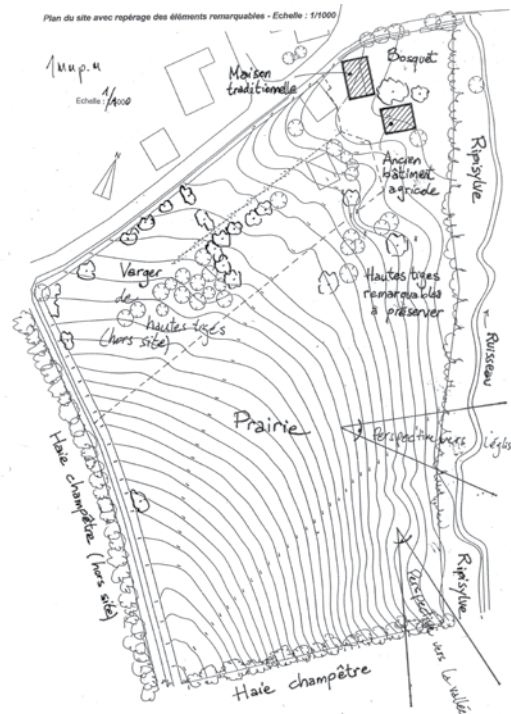 Plan du site avec repérage des éléments remarquables - Echelle : 1/1000
Echelle :
Maison
traditionnelle
Bosquet
Ripisylve
Ancien
bâtiment
agricole
N
Verger
de
hautes tiges
(hors site)
Hautes tiges
remarquables
à préserver
Ruisseau
Prairie
Perspective vers l'église
Haie champêtre (hors site)
Ripisylve
Perspective vers la vallée
Haie champêtre